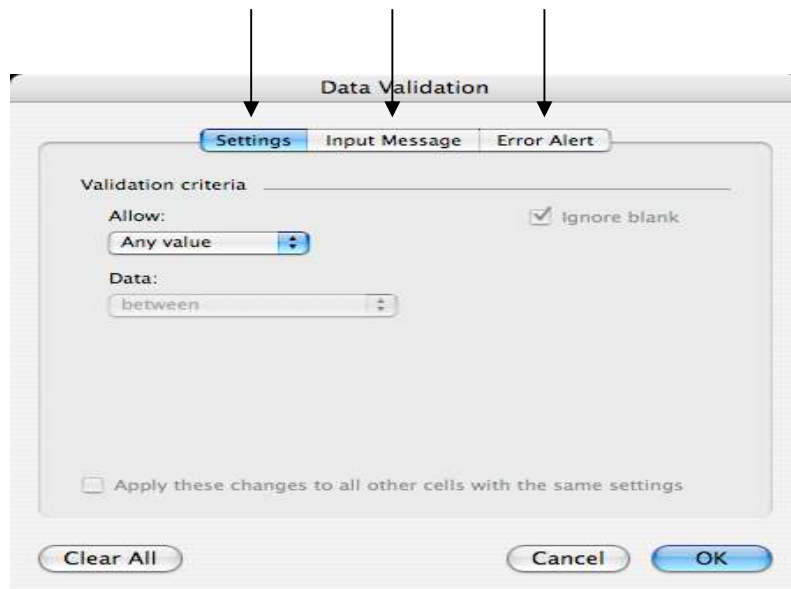 Data Validation
Settings Input Message Error Alert
Validation criteria
Allow:
Ignore blank
Any value
Data:
between
Apply these changes to all other cells with the same settings
Clear All Cancel OK